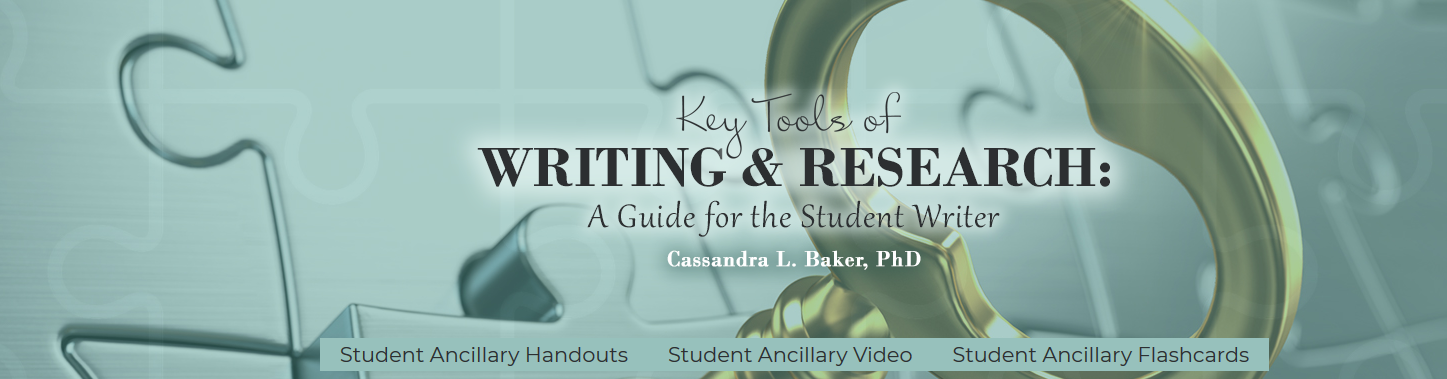 Key Tools of
WRITING & RESEARCH:
A Guide for the Student Writer
Cassandra L. Baker, PhD
Student Ancillary Handouts Student Ancillary Video Student Ancillary Flashcards